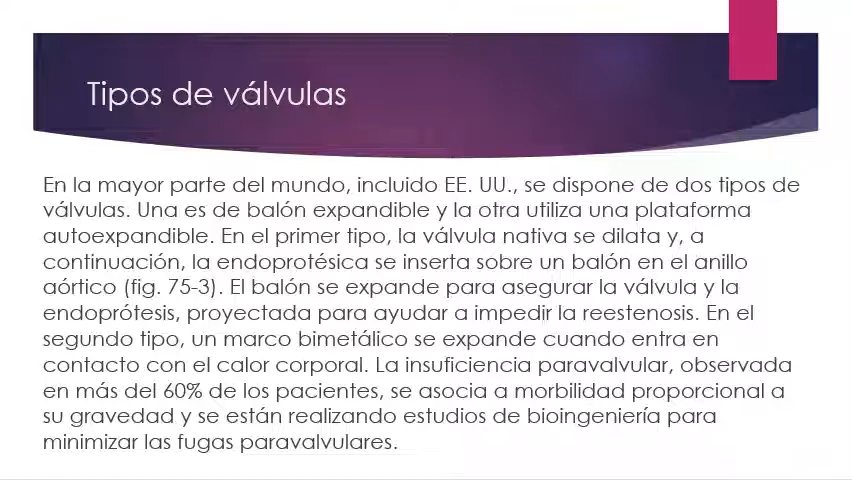 Tipos de válvulas
En la mayor parte del mundo, incluido EE. UU., se dispone de dos tipos de
válvulas. Una es de balón expandible y la otra utiliza una plataforma
autoexpandible. En el primer tipo, la válvula nativa se dilata y, a
continuación, la endoprotésica se inserta sobre un balón en el anillo
aórtico (fig. 75-3). El balón se expande para asegurar la válvula y la
endoprótesis, proyectada para ayudar a impedir la reestenosis. En el
segundo tipo, un marco bimetálico se expande cuando entra en
contacto con el calor corporal. La insuficiencia paravalvular, observada
en más del 60% de los pacientes, se asocia a morbilidad proporcional a
su gravedad y se están realizando estudios de bioingeniería para
minimizar las fugas paravalvulares.